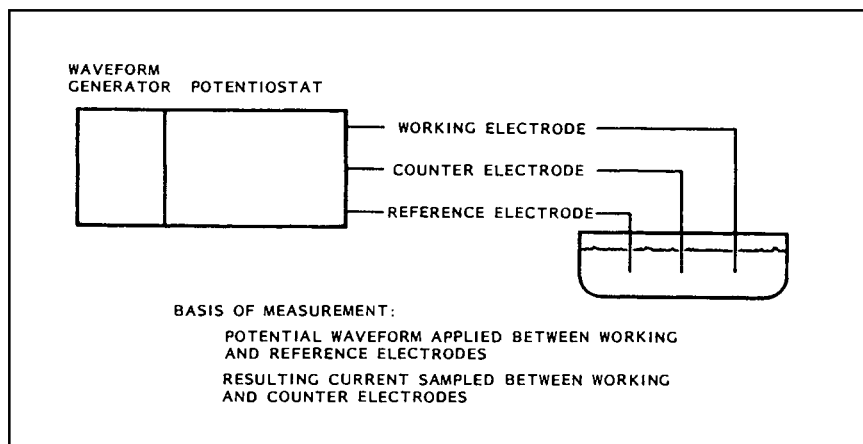 WAVEFORM
GENERATOR POTENTIOSTAT
WORKING ELECTRODE
COUNTER ELECTRODE
REFERENCE ELECTRODE
BASIS OF MEASUREMENT:
POTENTIAL WAVEFORM APPLIED BETWEEN WORKING
AND REFERENCE ELECTRODES
RESULTING CURRENT SAMPLED BETWEEN WORKING
AND COUNTER ELECTRODES